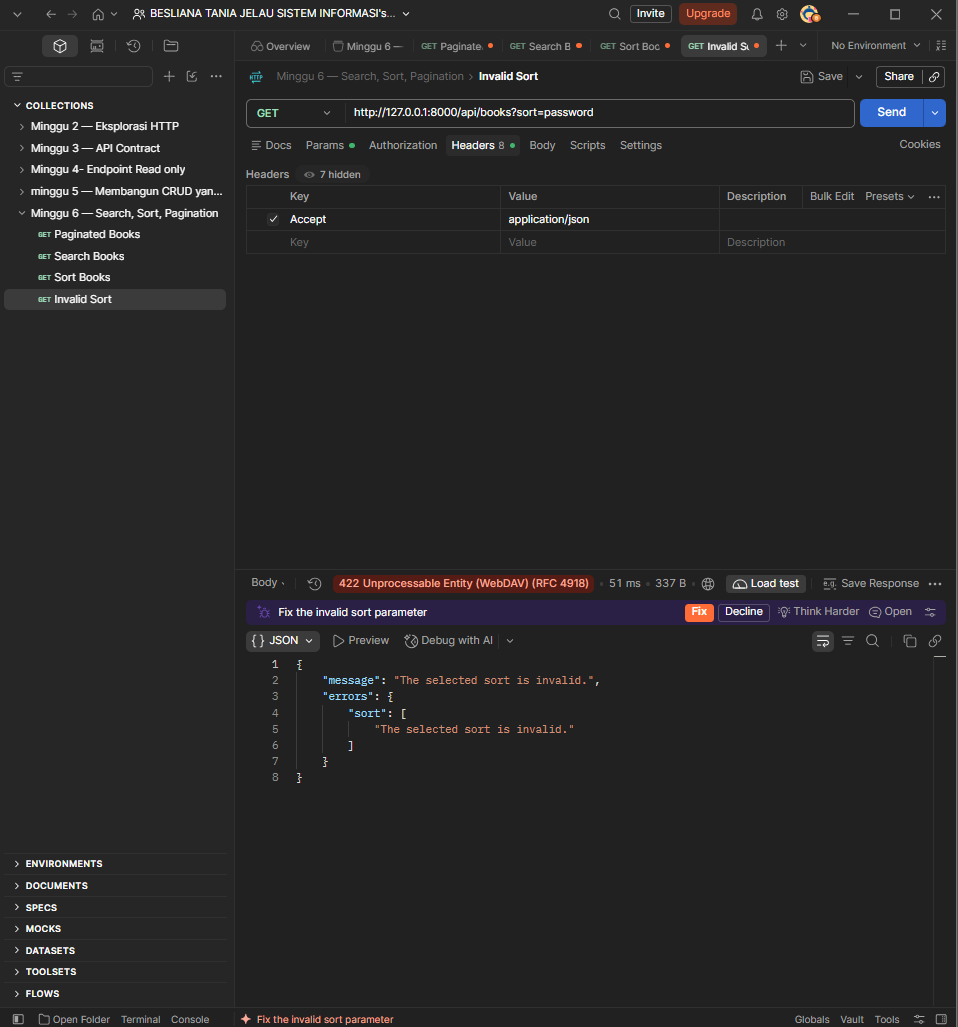 BESLIANA TANIA JELAU SISTEM INFORMASI's...
Invite
Upgrade
Overview
Minggu 6 —
GET Paginate
GET Search B
GET Sort Boo
GET Invalid S
No Environment
Minggu 6 — Search, Sort, Pagination > Invalid Sort
Save
Share
COLLECTIONS
Minggu 2 — Eksplorasi HTTP
Minggu 3 — API Contract
Minggu 4- Endpoint Read only
minggu 5 — Membangun CRUD yan...
Minggu 6 — Search, Sort, Pagination
GET Paginated Books
GET Search Books
GET Sort Books
GET Invalid Sort
ENVIRONMENTS
DOCUMENTS
SPECS
MOCKS
DATASETS
TOOLSETS
FLOWS
HTTP
GET
http://127.0.0.1:8000/api/books?sort=password
Send
Docs Params Authorization Headers 8 Body Scripts Settings
Cookies
Headers 7 hidden
Key Value Description Bulk Edit Presets
Accept application/json
Key Value Description
Body
422 Unprocessable Entity (WebDAV) (RFC 4918) 51 ms 337 B
Load test
e.g. Save Response
Fix the invalid sort parameter
Fix Decline Think Harder Open
{ } JSON Preview Debug with AI
1 {
2 "message": "The selected sort is invalid.",
3 "errors": {
4 "sort": [
5 "The selected sort is invalid."
6 ]
7 }
8 }
Open Folder Terminal Console
Fix the invalid sort parameter
Globals Vault Tools